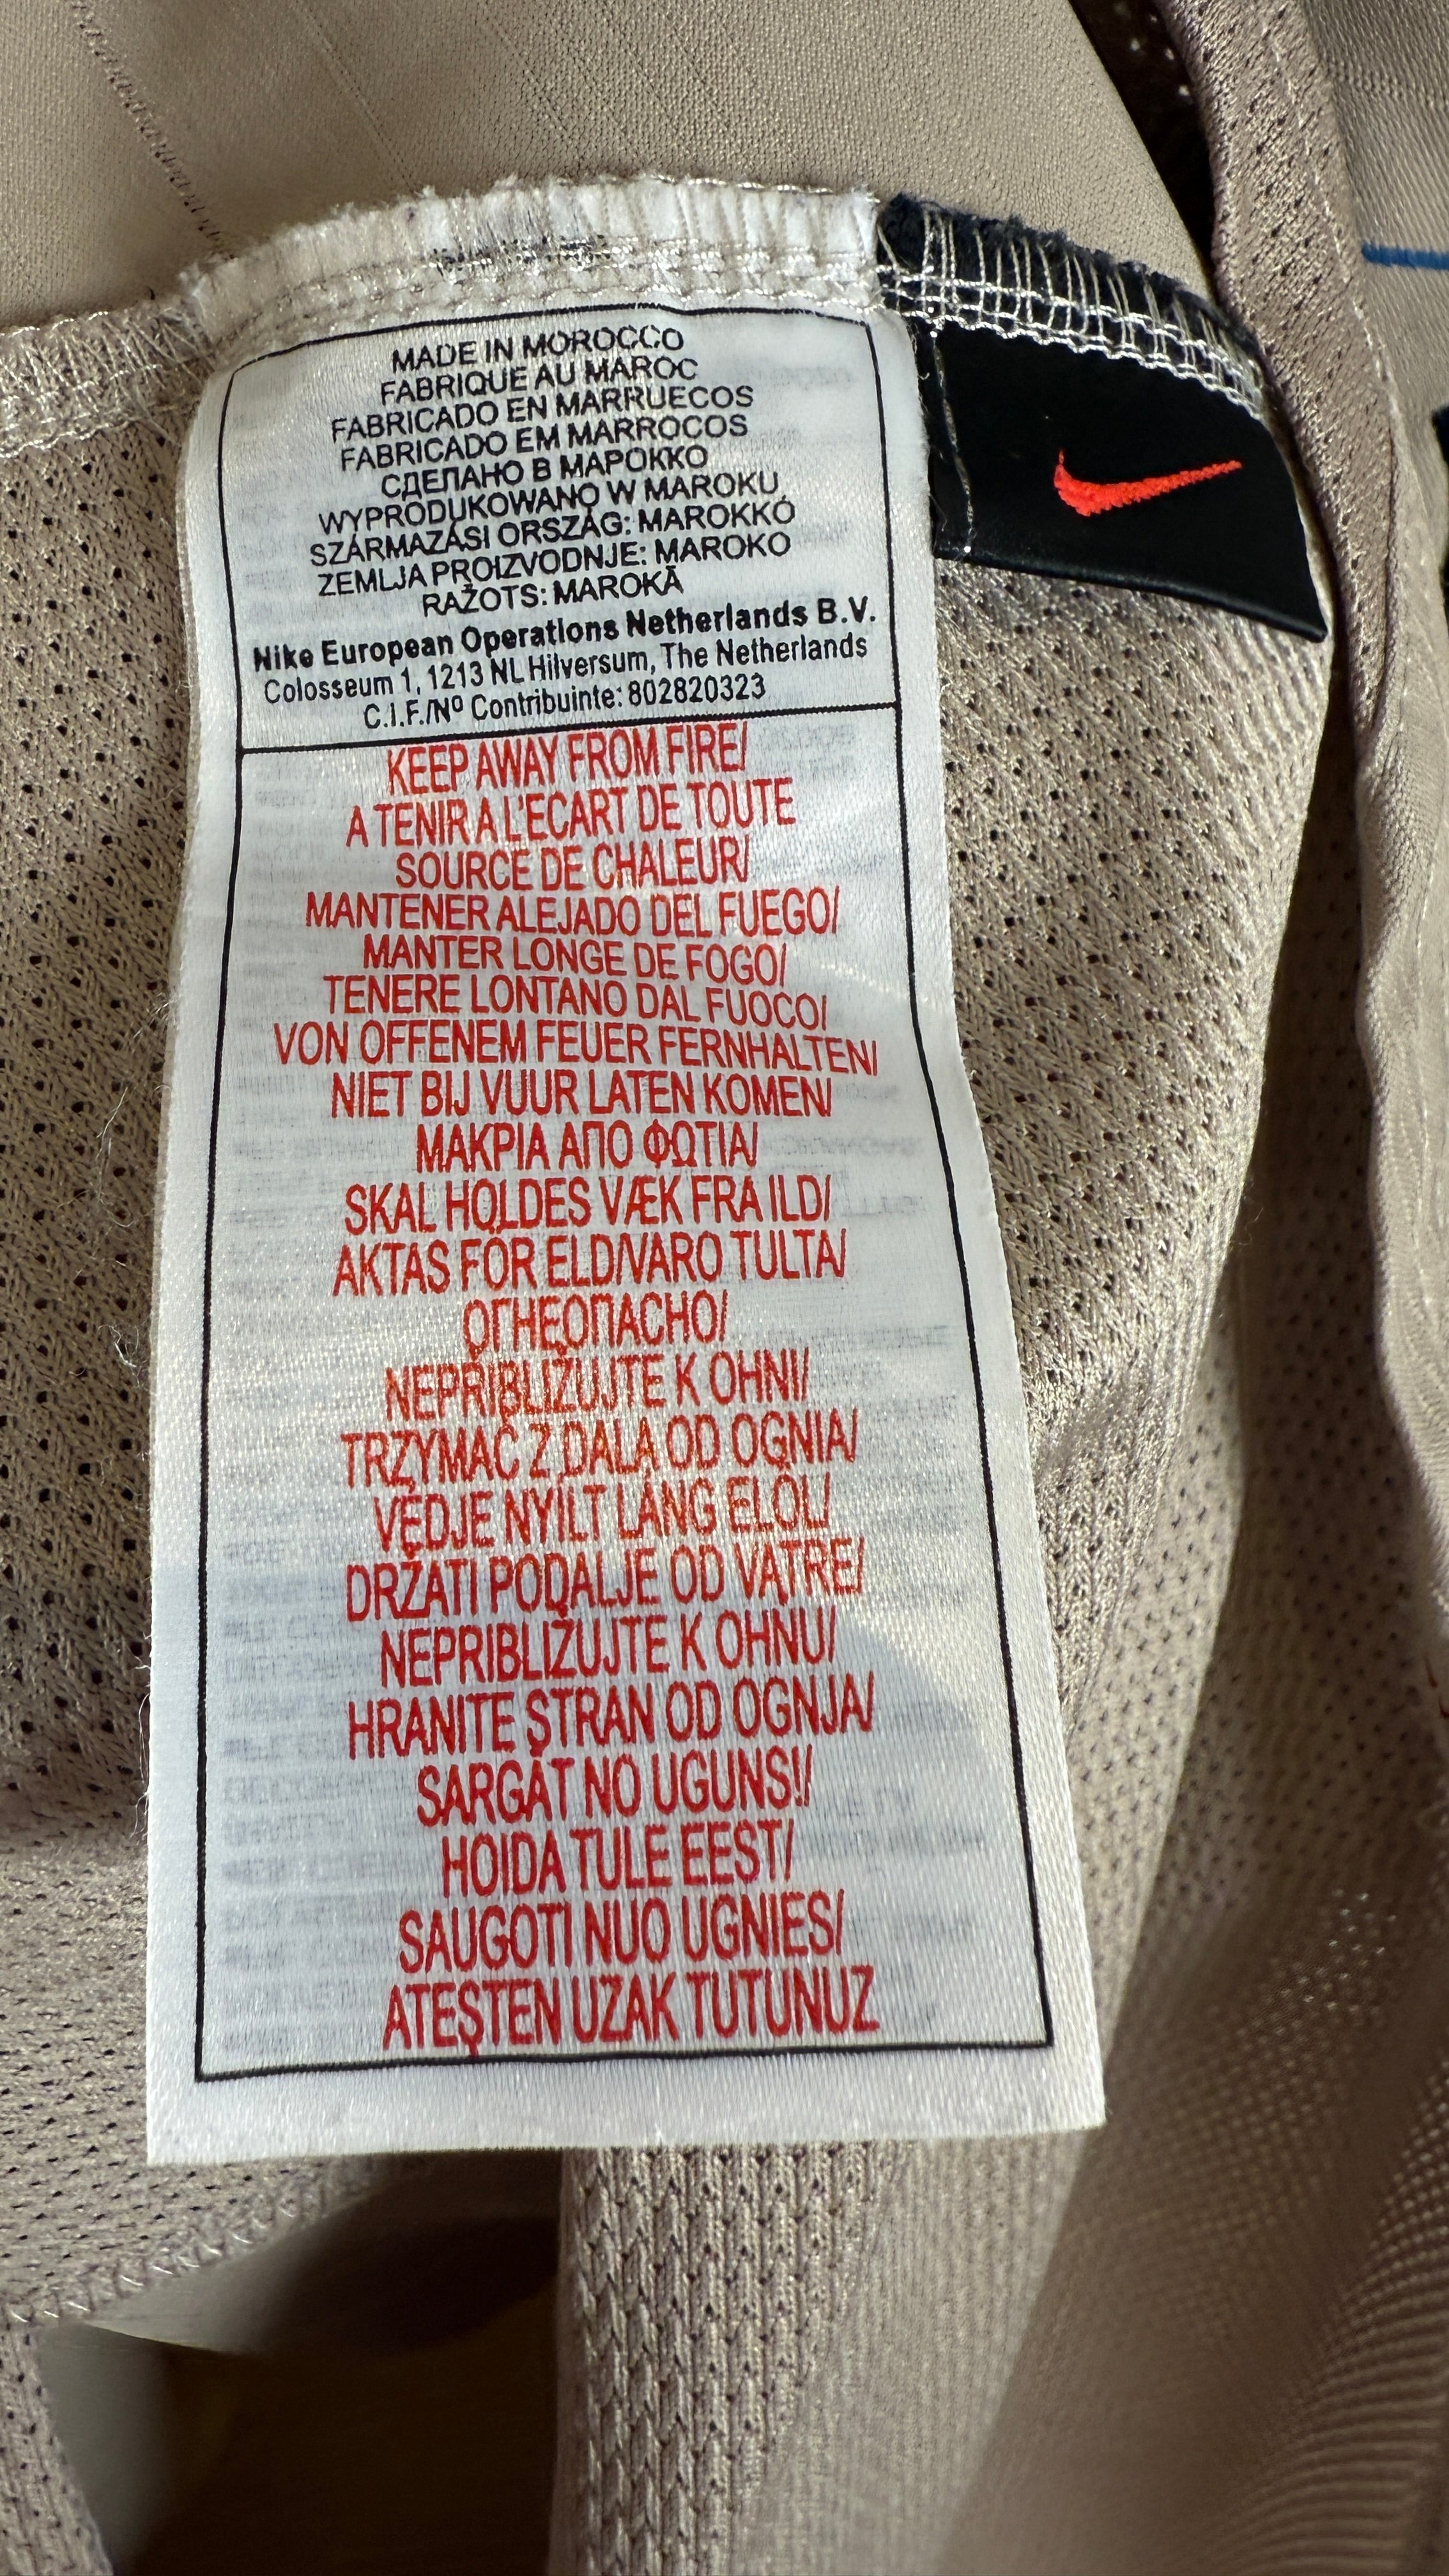 MADE IN MOROCCO
FABRIQUE AU MAROC
FABRICADO EN MARRUECOS
FABRICADO EM MARROCOS
СДЕЛАНО В МАРОККО
WYPRODUKOWANO W MAROKU
SZÁRMAZÁSI ORSZÁG: MAROKKÓ
ZEMLJA PROIZVODNJE: MAROKO
RAŽOTS: MAROKĀ
Nike European Operations Netherlands B.V.
Colosseum 1, 1213 NL Hilversum, The Netherlands
C.I.F./Nº Contribuinte: 802820323
KEEP AWAY FROM FIRE/
A TENIR A L'ECART DE TOUTE
SOURCE DE CHALEUR/
MANTENER ALEJADO DEL FUEGO/
MANTER LONGE DE FOGO/
TENERE LONTANO DAL FUOCO/
VON OFFENEM FEUER FERNHALTEN/
NIET BIJ VUUR LATEN KOMEN/
ΜΑΚΡΙΑ ΑΠΟ ΦΩΤΙΑ/
SKAL HOLDES VÆK FRA ILD/
AKTAS FÖR ELD/VARO TULTA/
ОГНЕОПАСНО/
NEPŘIBLIŽUJTE K OHNI/
TRZYMAĆ Z DALA OD OGNIA/
VÉDJE NYÍLT LÁNG ELŐL/
DRŽATI PODALJE OD VATRE/
NEPRIBLIŽUJTE K OHŇU/
HRANITE STRAN OD OGNJA/
SARGĀT NO UGUNS!/
HOIDA TULE EEST/
SAUGOTI NUO UGNIES/
ATEŞTEN UZAK TUTUNUZ